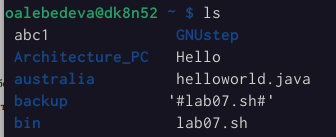 oalebedeva@dk8n52 ~ $ ls
abc1 GNUstep
Architecture_PC Hello
australia helloworld.java
backup '#lab07.sh#'
bin lab07.sh